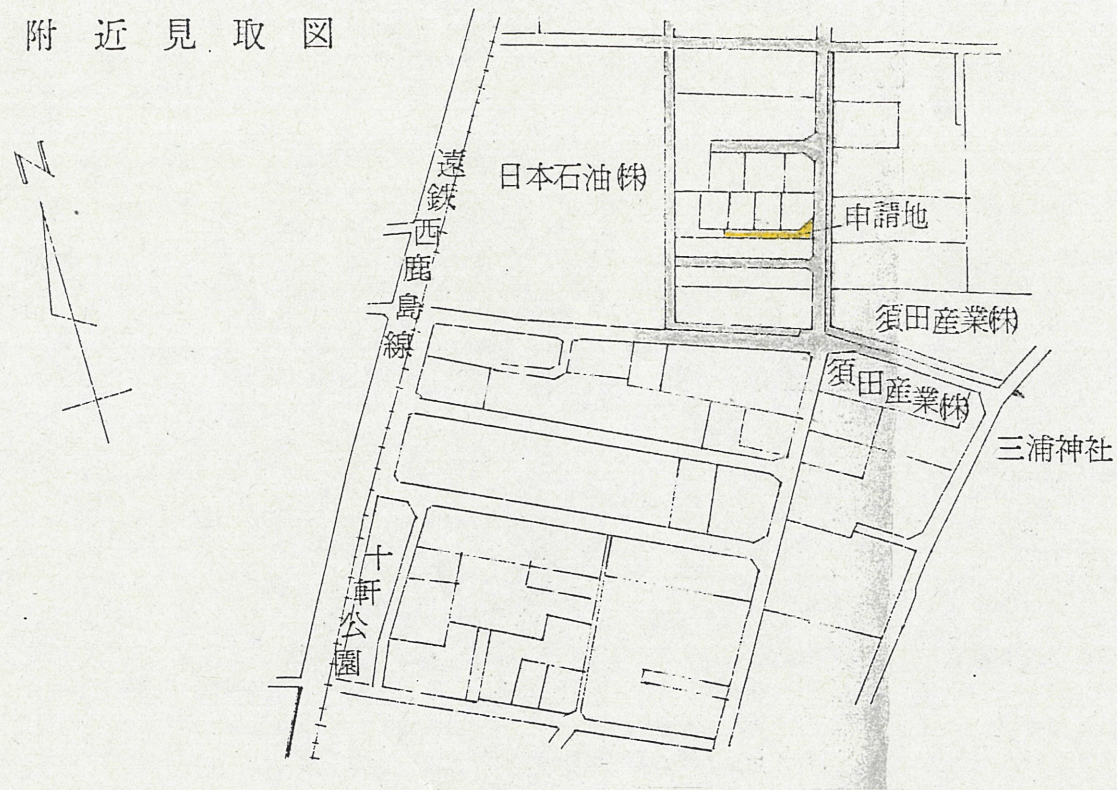 附近見取図
N
遠鉄西鹿島線
日本石油㈱
申請地
須田産業㈱
須田産業㈱
三浦神社
十軒公園